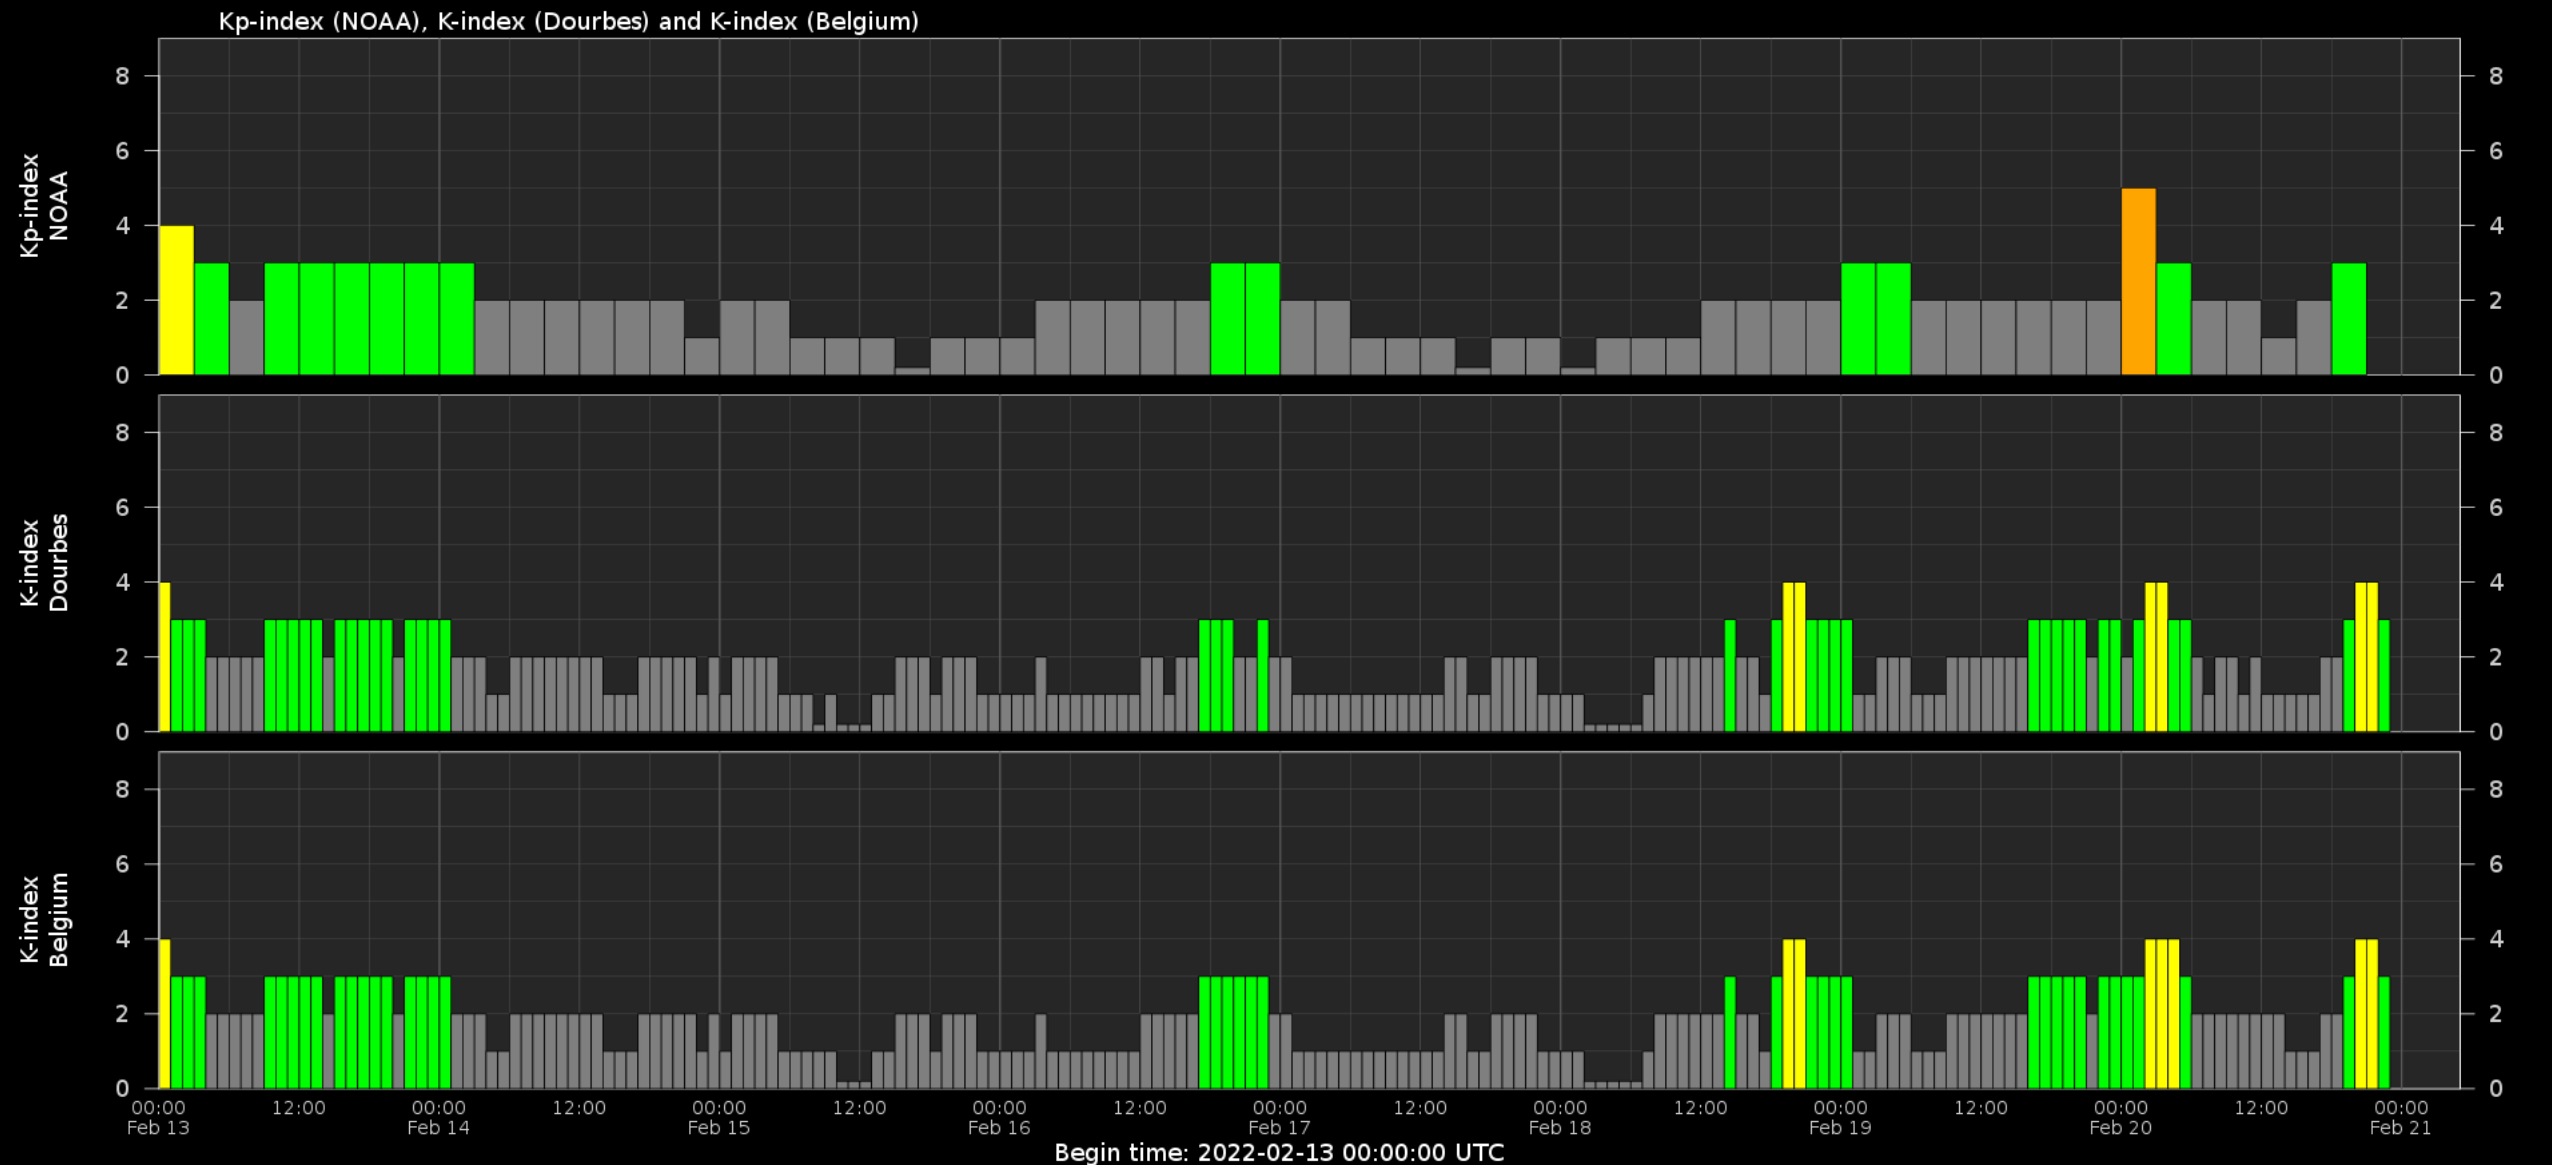 Kp-index (NOAA), K-index (Dourbes) and K-index (Belgium)
Kp-index
NOAA
8 8
6 6
4 4
2 2
0 0
K-index
Dourbes
8 8
6 6
4 4
2 2
0 0
K-index
Belgium
8 8
6 6
4 4
2 2
0 0
00:00 12:00 00:00 12:00 00:00 12:00 00:00 12:00 00:00 12:00 00:00 12:00 00:00 12:00 00:00 12:00 00:00
Feb 13 Feb 14 Feb 15 Feb 16 Feb 17 Feb 18 Feb 19 Feb 20 Feb 21
Begin time: 2022-02-13 00:00:00 UTC